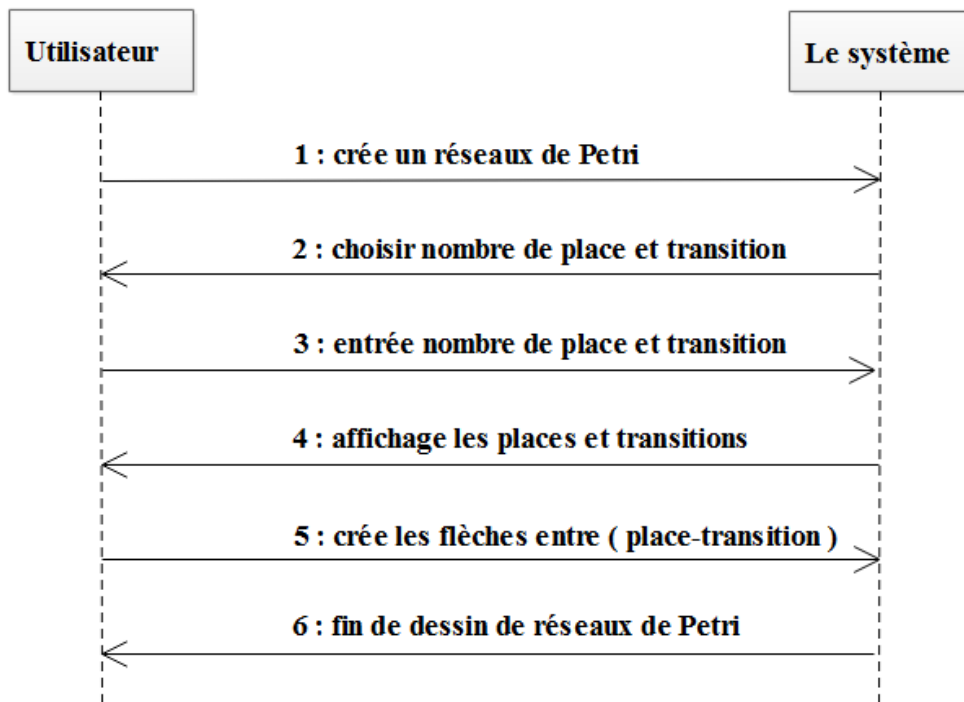 Utilisateur
Le système
1 : crée un réseaux de Petri
2 : choisir nombre de place et transition
3 : entrée nombre de place et transition
4 : affichage les places et transitions
5 : crée les flèches entre ( place-transition )
6 : fin de dessin de réseaux de Petri